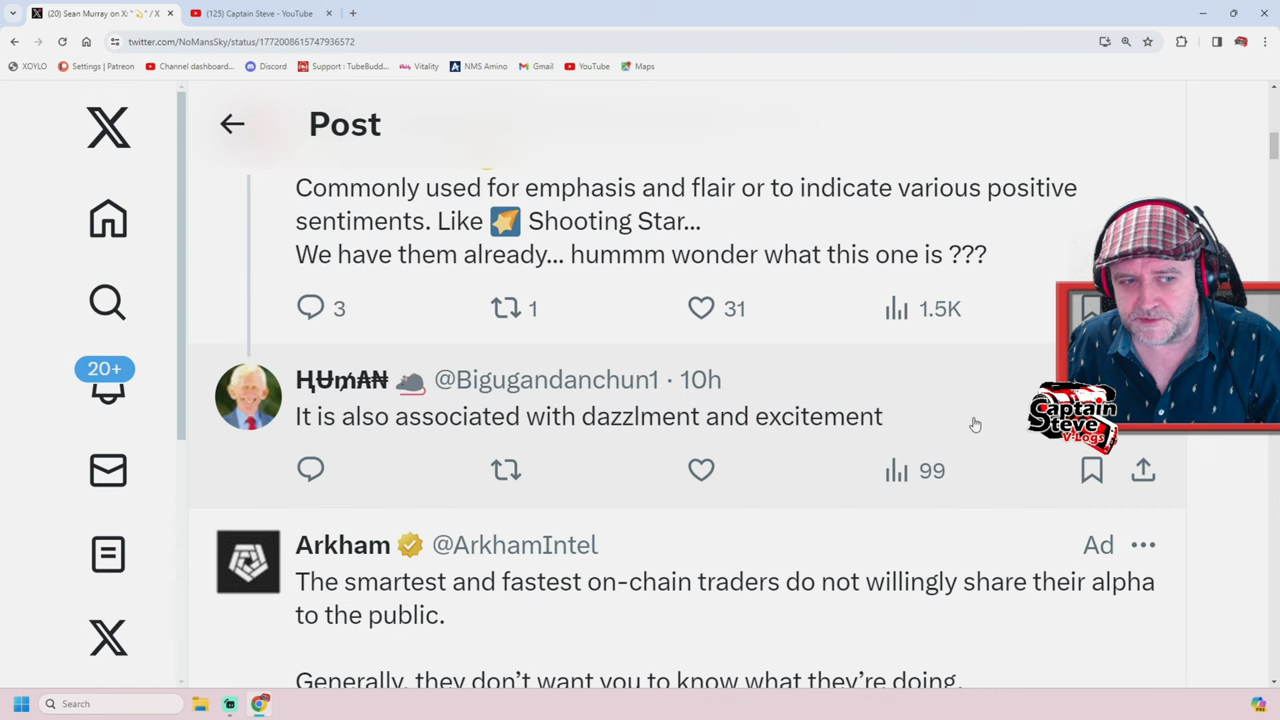 (20) Sean Murray on X: "💫" / X
(125) Captain Steve - YouTube
twitter.com/NoMansSky/status/1772008615747936572
XOYLO
Settings | Patreon
Channel dashboard...
Discord
Support : TubeBudd...
Vitality
NMS Amino
Gmail
YouTube
Maps
Post
Commonly used for emphasis and flair or to indicate various positive
sentiments. Like 🌠 Shooting Star...
We have them already... hummm wonder what this one is ???
3
1
31
1.5K
20+
ⱧɄmȺ₦ 🐀 @Bigugandanchun1 · 10h
It is also associated with dazzlment and excitement
99
Captain
Steve
V-Logs
Arkham @ArkhamIntel
Ad
The smartest and fastest on-chain traders do not willingly share their alpha
to the public.
Generally, they don't want you to know what they're doing.
Search